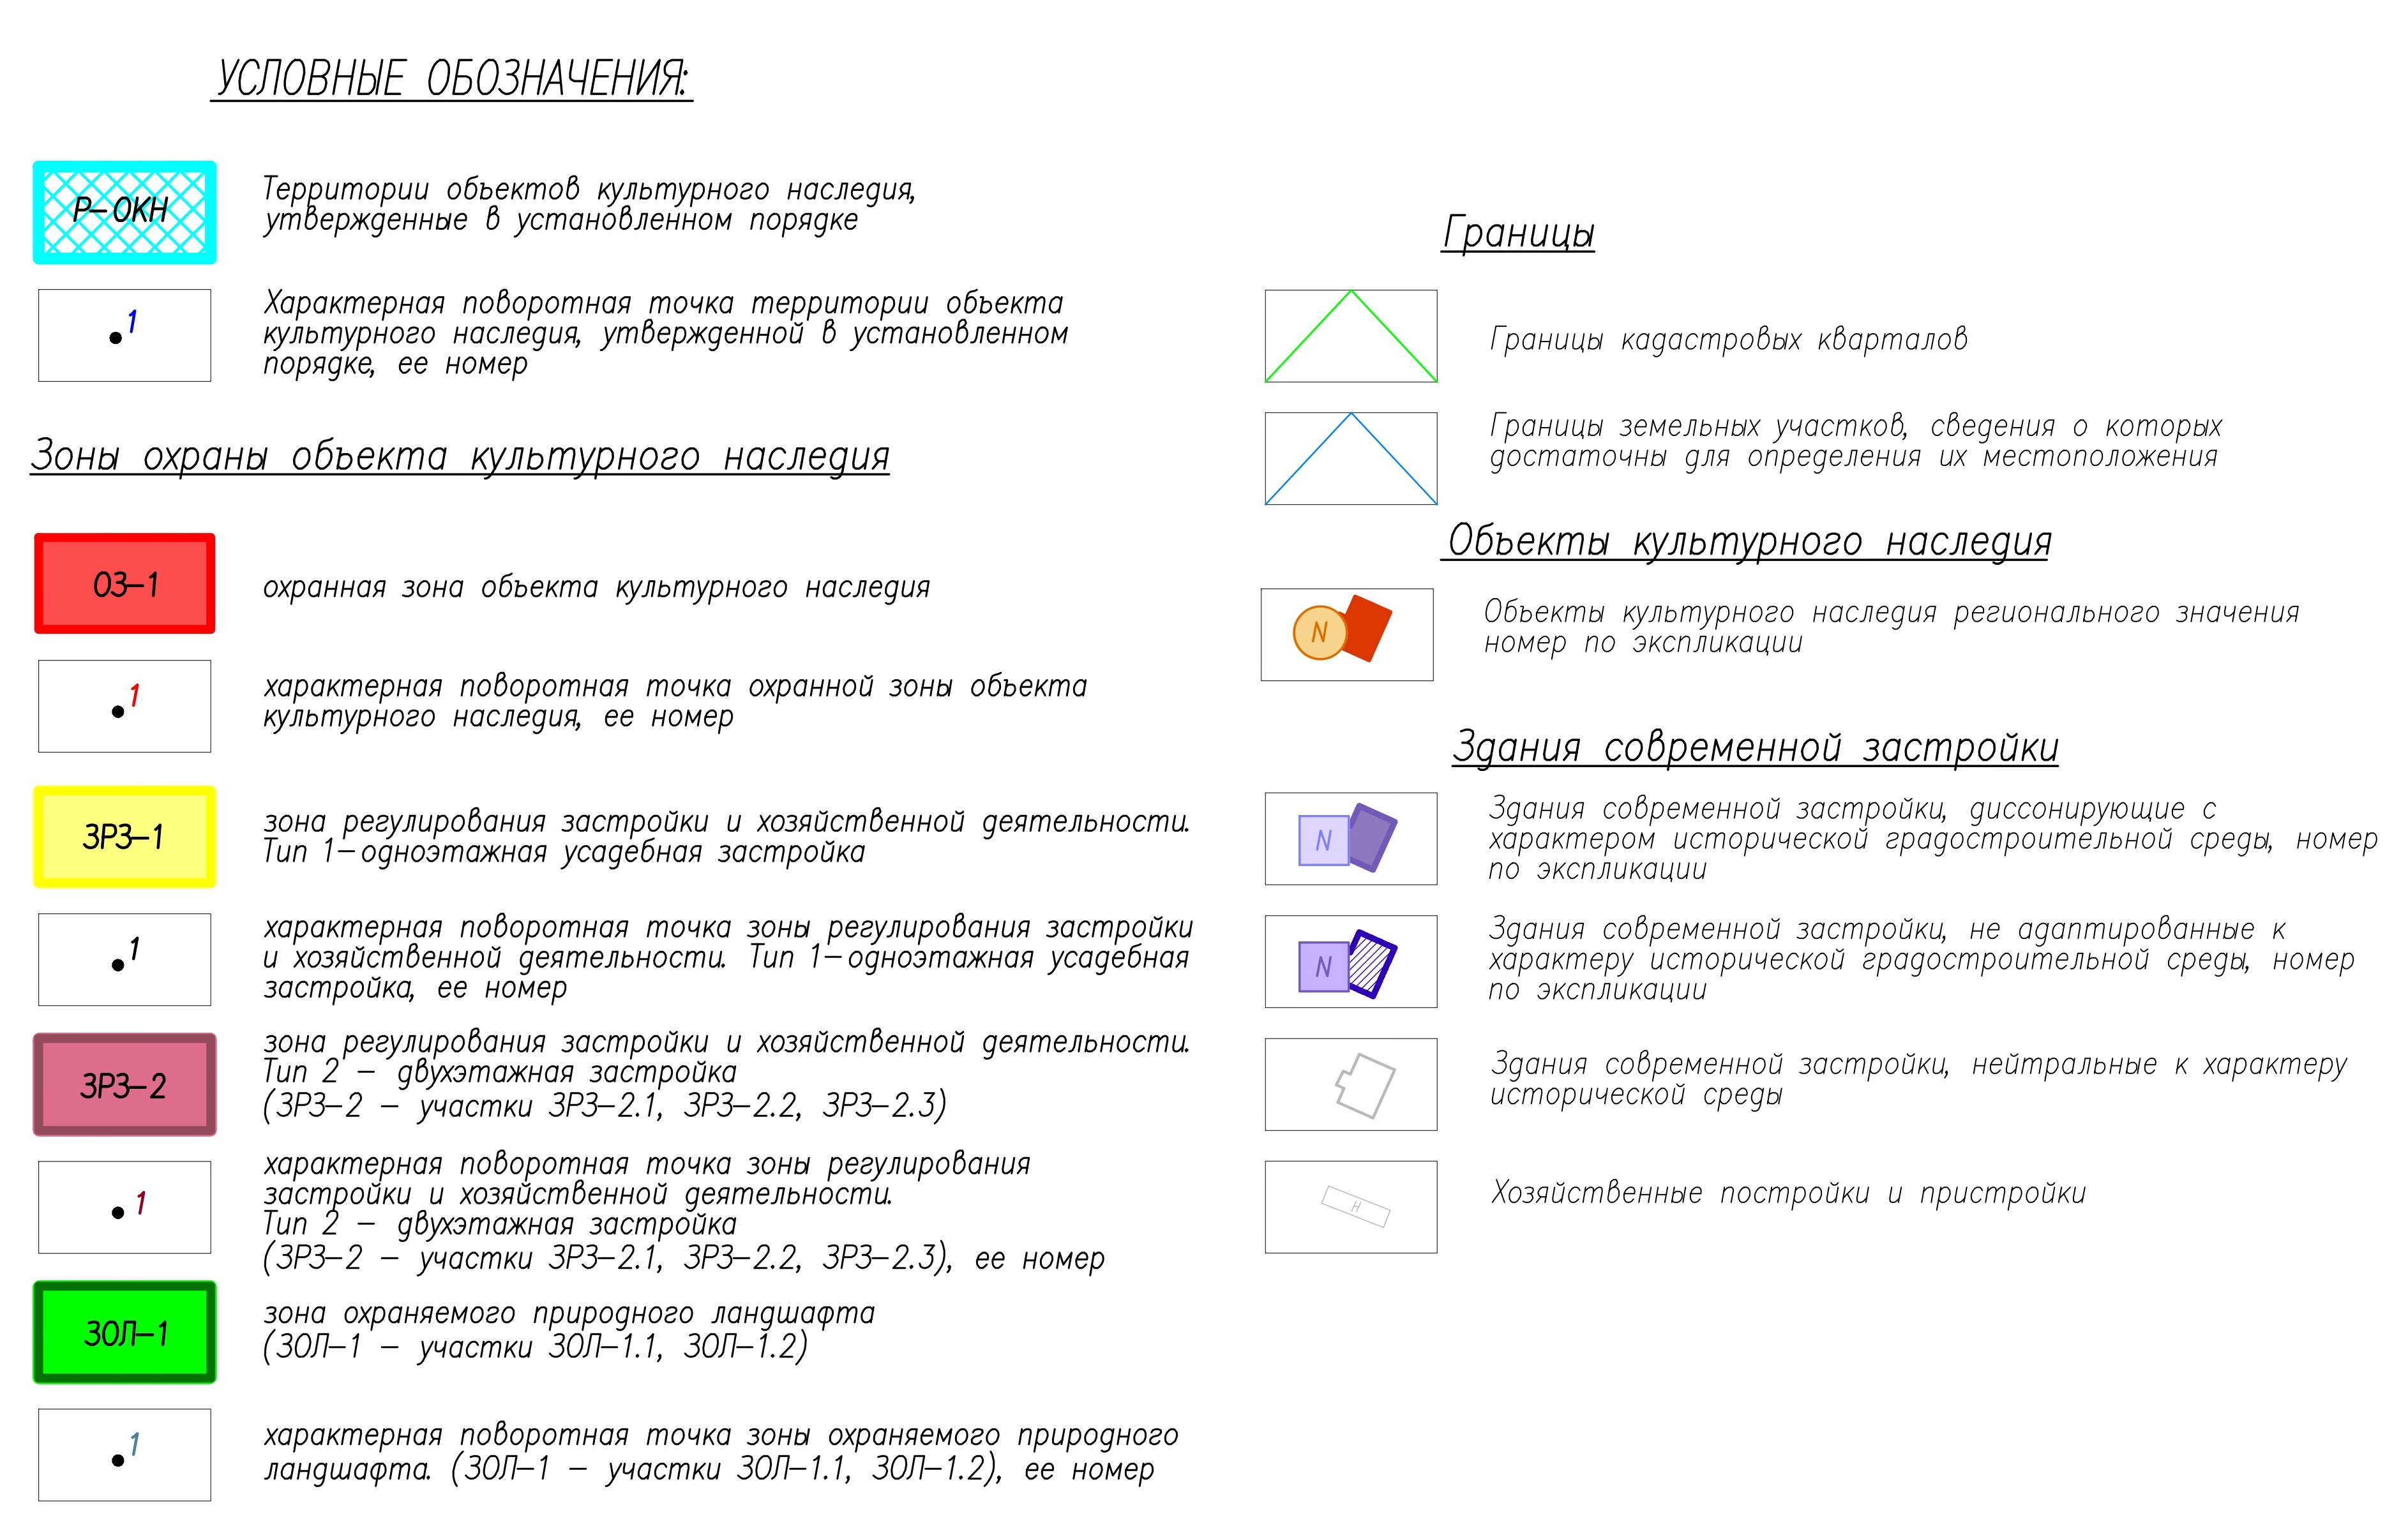 УСЛОВНЫЕ ОБОЗНАЧЕНИЯ:
Р-ОКН
Территории объектов культурного наследия,
утвержденные в установленном порядке
1
Характерная поворотная точка территории объекта
культурного наследия, утвержденной в установленном
порядке, ее номер
Зоны охраны объекта культурного наследия
ОЗ-1
охранная зона объекта культурного наследия
1
характерная поворотная точка охранной зоны объекта
культурного наследия, ее номер
ЗРЗ-1
зона регулирования застройки и хозяйственной деятельности.
Тип 1-одноэтажная усадебная застройка
1
характерная поворотная точка зоны регулирования застройки
и хозяйственной деятельности. Тип 1-одноэтажная усадебная
застройка, ее номер
ЗРЗ-2
зона регулирования застройки и хозяйственной деятельности.
Тип 2 - двухэтажная застройка
(ЗРЗ-2 - участки ЗРЗ-2.1, ЗРЗ-2.2, ЗРЗ-2.3)
1
характерная поворотная точка зоны регулирования
застройки и хозяйственной деятельности.
Тип 2 - двухэтажная застройка
(ЗРЗ-2 - участки ЗРЗ-2.1, ЗРЗ-2.2, ЗРЗ-2.3), ее номер
ЗОЛ-1
зона охраняемого природного ландшафта
(ЗОЛ-1 - участки ЗОЛ-1.1, ЗОЛ-1.2)
1
характерная поворотная точка зоны охраняемого природного
ландшафта. (ЗОЛ-1 - участки ЗОЛ-1.1, ЗОЛ-1.2), ее номер
Границы
Границы кадастровых кварталов
Границы земельных участков, сведения о которых
достаточны для определения их местоположения
Объекты культурного наследия
N
Объекты культурного наследия регионального значения
номер по экспликации
Здания современной застройки
N
Здания современной застройки, диссонирующие с
характером исторической градостроительной среды, номер
по экспликации
N
Здания современной застройки, не адаптированные к
характеру исторической градостроительной среды, номер
по экспликации
Здания современной застройки, нейтральные к характеру
исторической среды
Н
Хозяйственные постройки и пристройки